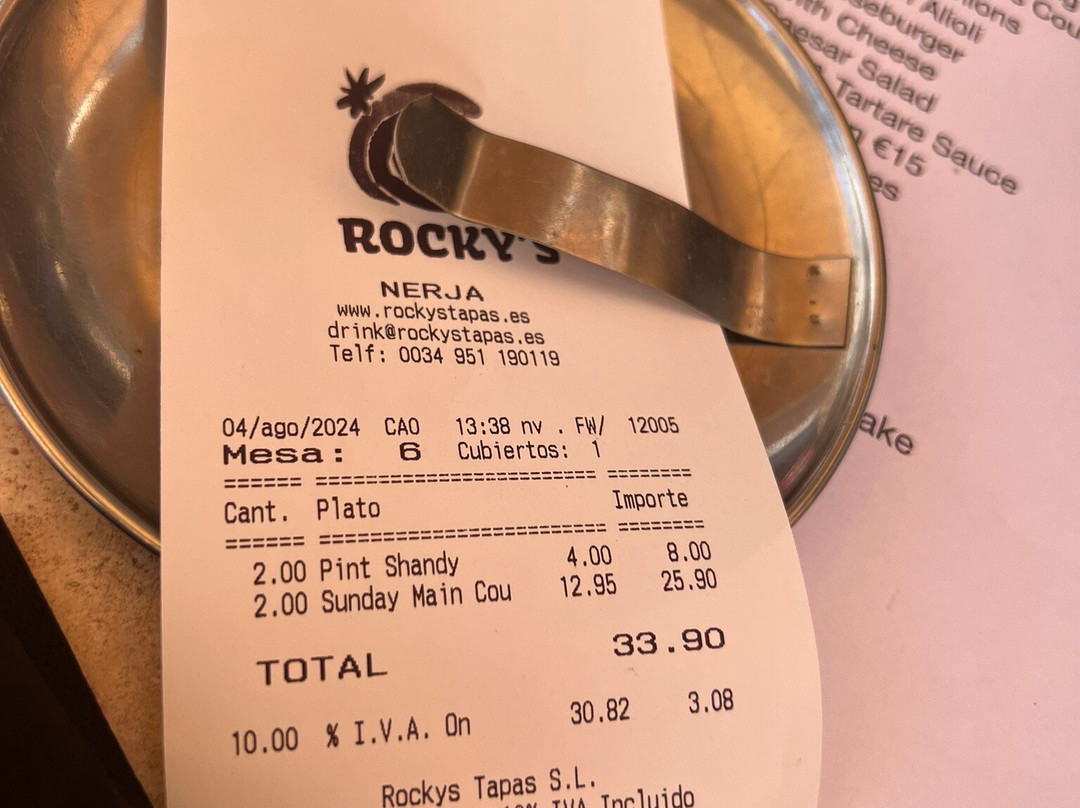 ROCKY'S
NERJA
www.rockystapas.es
drink@rockystapas.es
Telf: 0034 951 190119
04/ago/2024 CAO 13:38 nv . FW/ 12005
Mesa: 6 Cubiertos: 1
====== ======================== ========
Cant. Plato Importe
====== ======================== ========
2.00 Pint Shandy 4.00 8.00
2.00 Sunday Main Cou 12.95 25.90
TOTAL 33.90
10.00 % I.V.A. On 30.82 3.08
Rockys Tapas S.L.
IVA Incluido
Cou
Alioli
Cheese
Salad
Tartare Sauce
€15